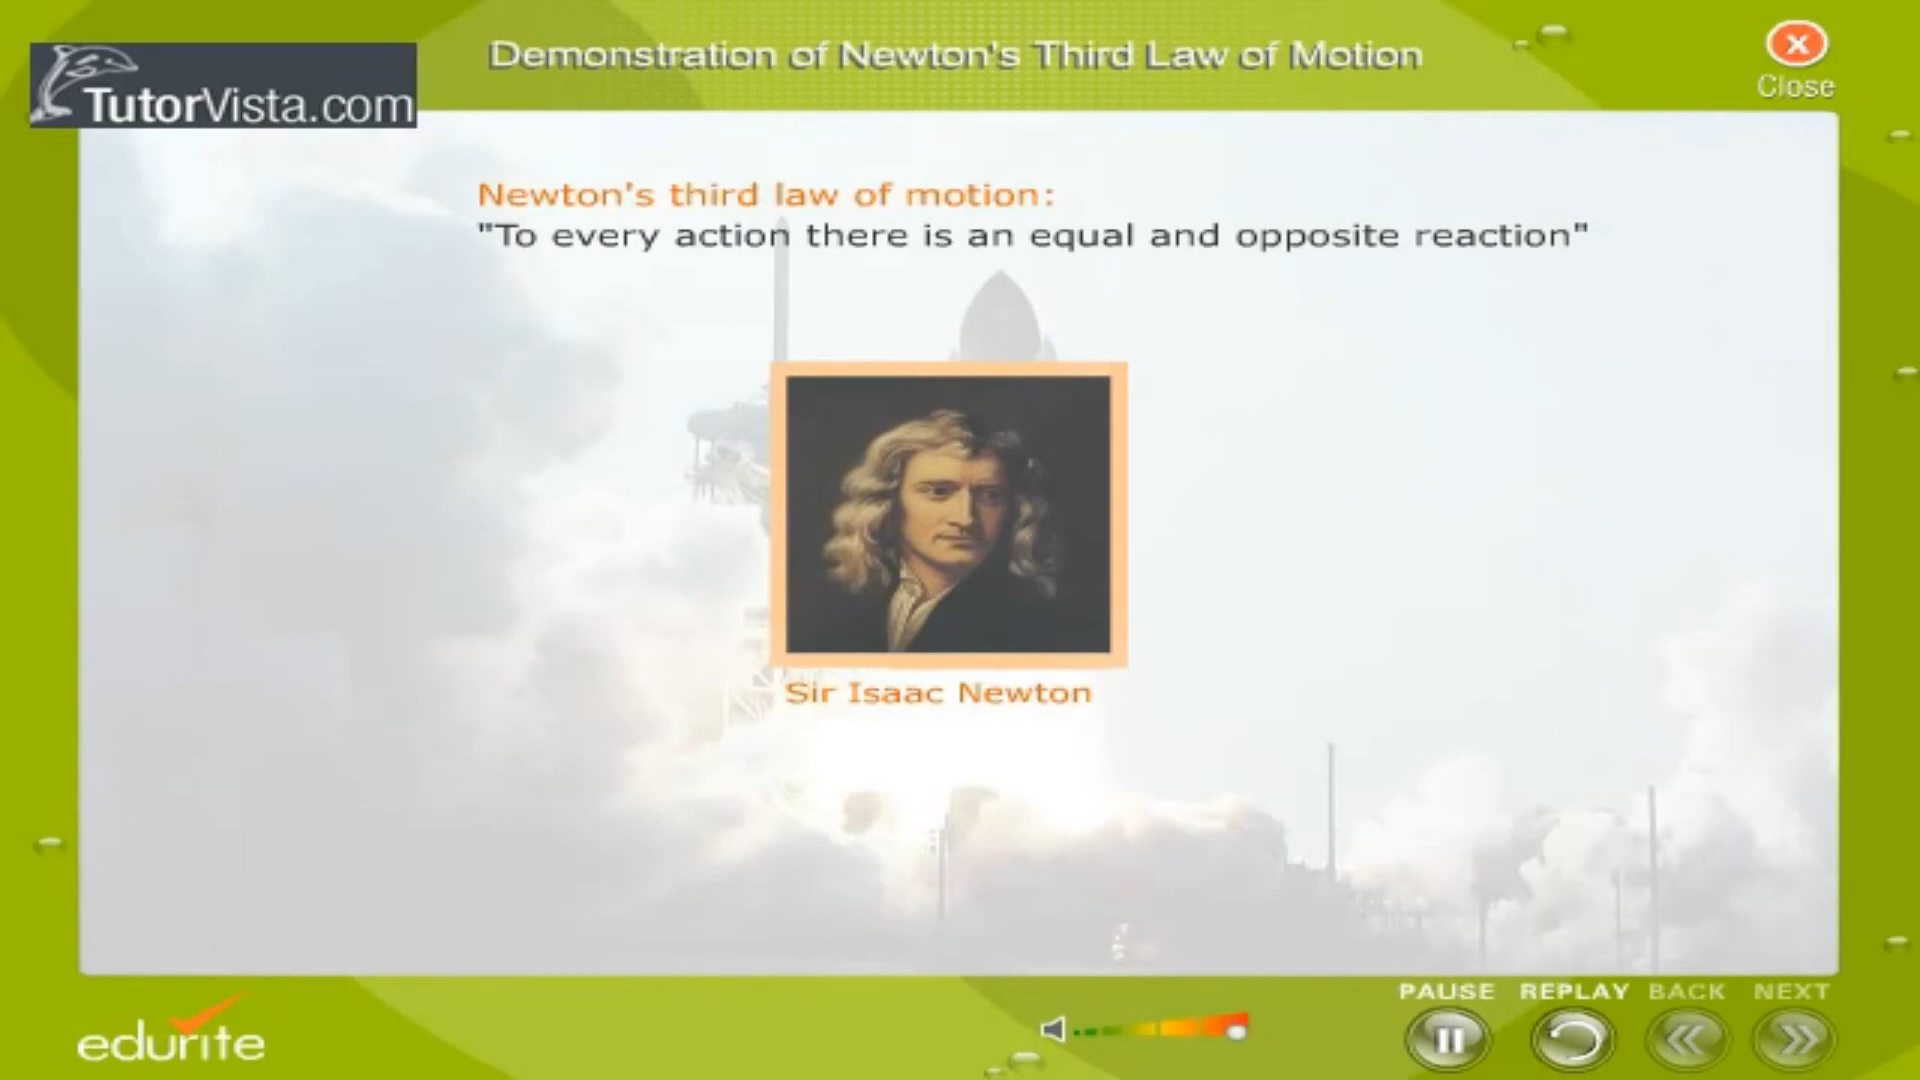 TutorVista.com
Demonstration of Newton's Third Law of Motion
Close
Newton's third law of motion:
"To every action there is an equal and opposite reaction"
Sir Isaac Newton
edurite
PAUSE REPLAY BACK NEXT